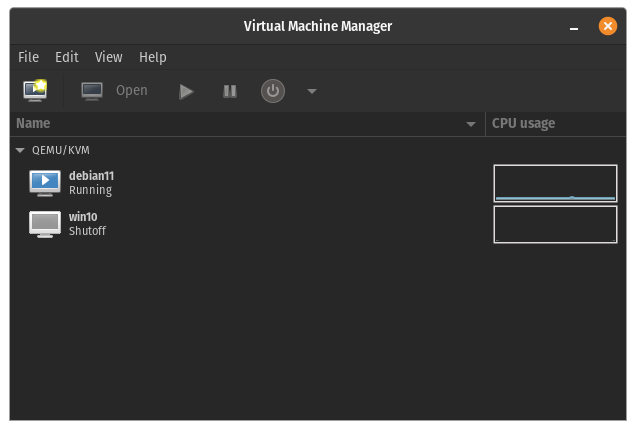 Virtual Machine Manager
File Edit View Help
Open
Name CPU usage
QEMU/KVM
debian11
Running
win10
Shutoff